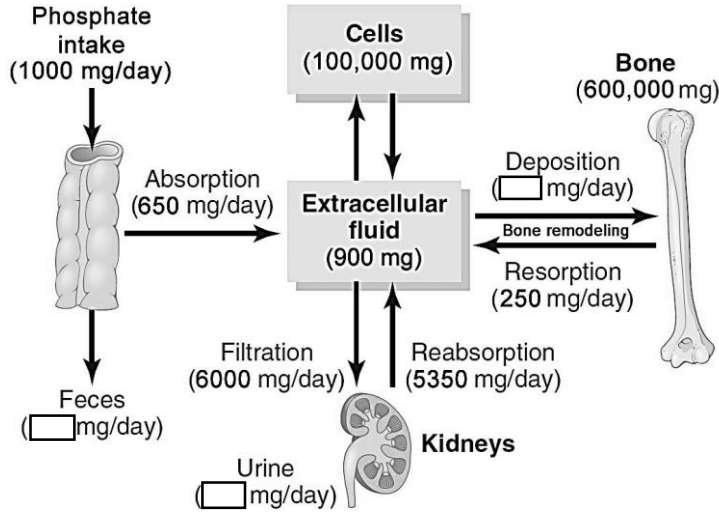 Phosphate
intake
(1000 mg/day)
Cells
(100,000 mg)
Bone
(600,000 mg)
Absorption
(650 mg/day)
Extracellular
fluid
(900 mg)
Deposition
( mg/day)
Bone remodeling
Resorption
(250 mg/day)
Filtration
(6000 mg/day)
Reabsorption
(5350 mg/day)
Feces
( mg/day)
Kidneys
Urine
( mg/day)